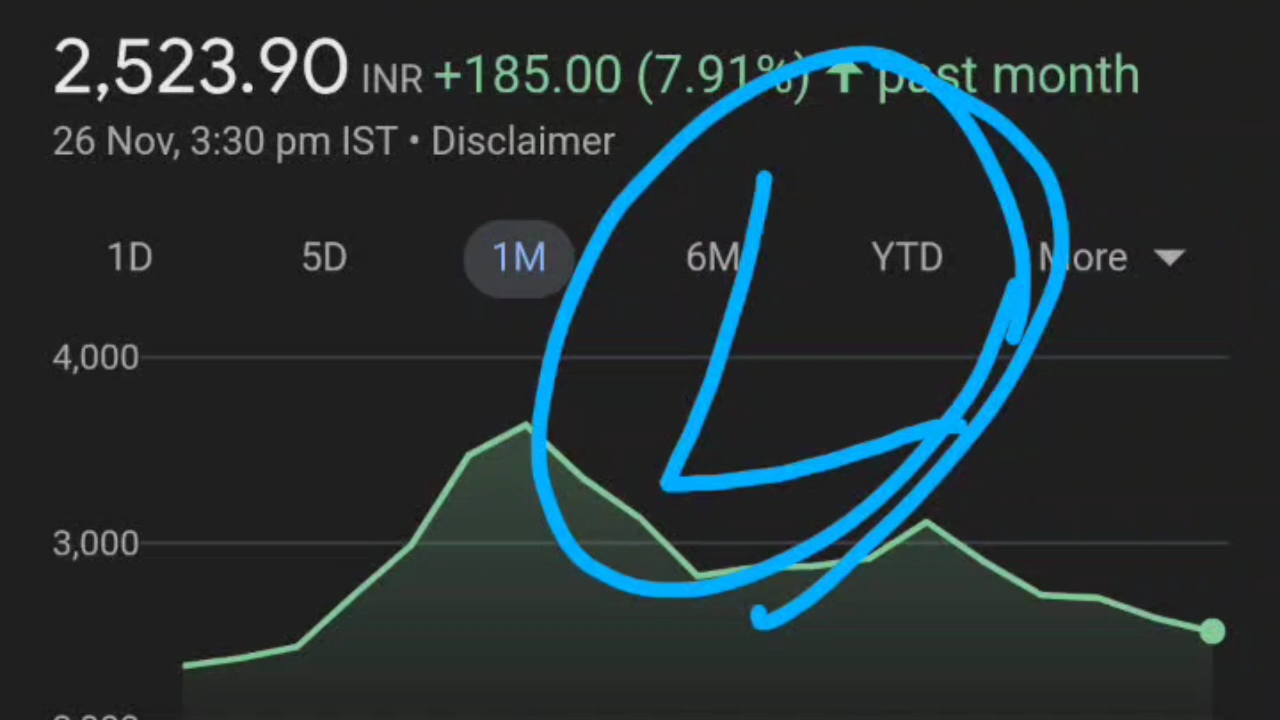 2,523.90 INR +185.00 (7.91%) ↑ past month
26 Nov, 3:30 pm IST • Disclaimer
1D 5D 1M 6M YTD More
4,000
3,000
L